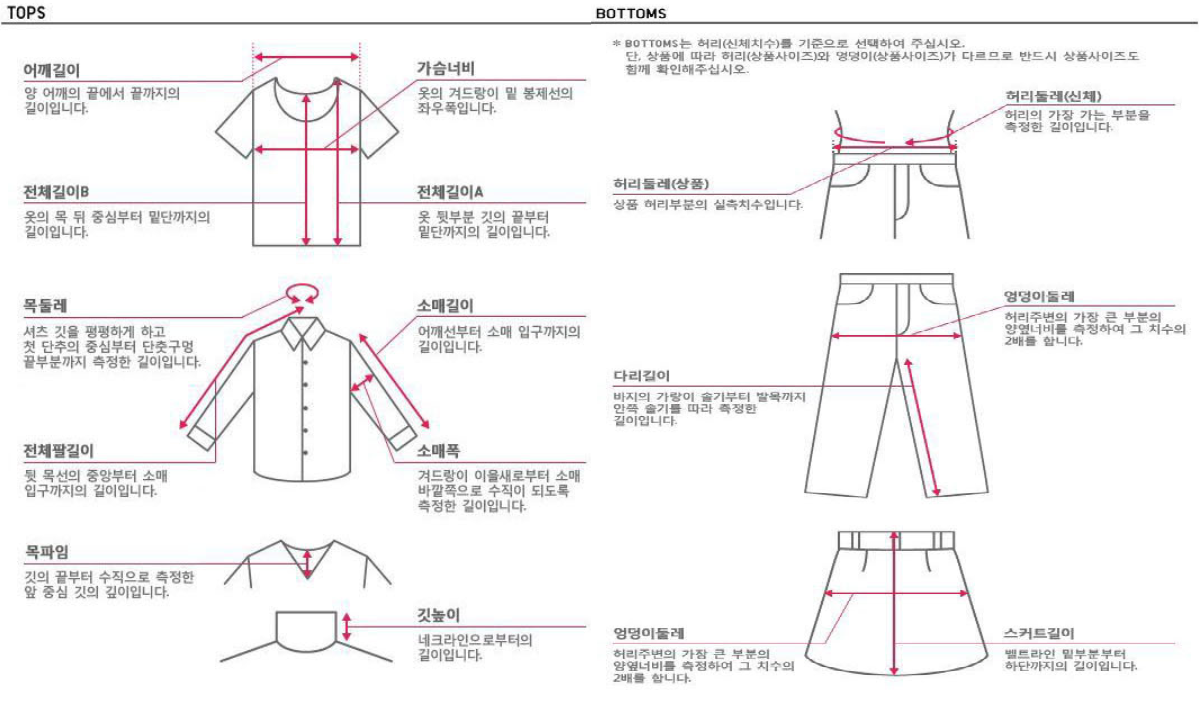 TOPS
어깨길이
양 어깨의 끝에서 끝까지의
길이입니다.
가슴너비
옷의 겨드랑이 밑 봉제선의
좌우폭입니다.
전체길이B
옷의 목 뒤 중심부터 밑단까지의
길이입니다.
전체길이A
옷 뒷부분 깃의 끝부터
밑단까지의 길이입니다.
목둘레
셔츠 깃을 평평하게 하고
첫 단추의 중심부터 단춧구멍
끝부분까지 측정한 길이입니다.
소매길이
어깨선부터 소매 입구까지의
길이입니다.
전체팔길이
뒷 목선의 중앙부터 소매
입구까지의 길이입니다.
소매폭
겨드랑이 이음새로부터 소매
바깥쪽으로 수직이 되도록
측정한 길이입니다.
목파임
깃의 끝부터 수직으로 측정한
앞 중심 깃의 깊이입니다.
깃높이
네크라인으로부터의
길이입니다.
BOTTOMS
* BOTTOMS는 허리(신체치수)를 기준으로 선택하여 주십시오.
단, 상품에 따라 허리(상품사이즈)와 엉덩이(상품사이즈)가 다르므로 반드시 상품사이즈도
함께 확인해주십시오.
허리둘레(신체)
허리의 가장 가는 부분을
측정한 길이입니다.
허리둘레(상품)
상품 허리부분의 실측치수입니다.
엉덩이둘레
허리주변의 가장 큰 부분의
양옆너비를 측정하여 그 치수의
2배를 합니다.
다리길이
바지의 가랑이 솔기부터 발목까지
안쪽 솔기를 따라 측정한
길이입니다.
엉덩이둘레
허리주변의 가장 큰 부분의
양옆너비를 측정하여 그 치수의
2배를 합니다.
스커트길이
벨트라인 밑부분부터
하단까지의 길이입니다.